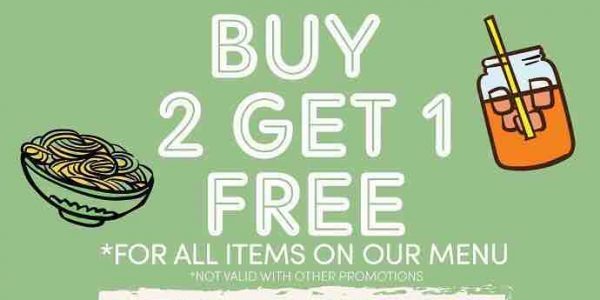 BUY
2 GET 1
FREE
*FOR ALL ITEMS ON OUR MENU
*NOT VALID WITH OTHER PROMOTIONS